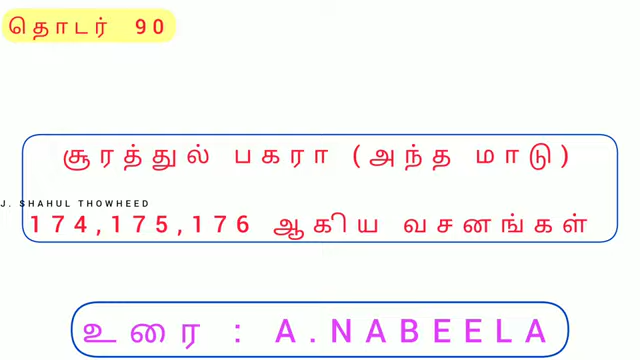 தொடர் 90
சூரத்துல் பகரா (அந்த மாடு)
J. SHAHUL THOWHEED
174,175,176 ஆகிய வசனங்கள்
உரை : A.NABEELA